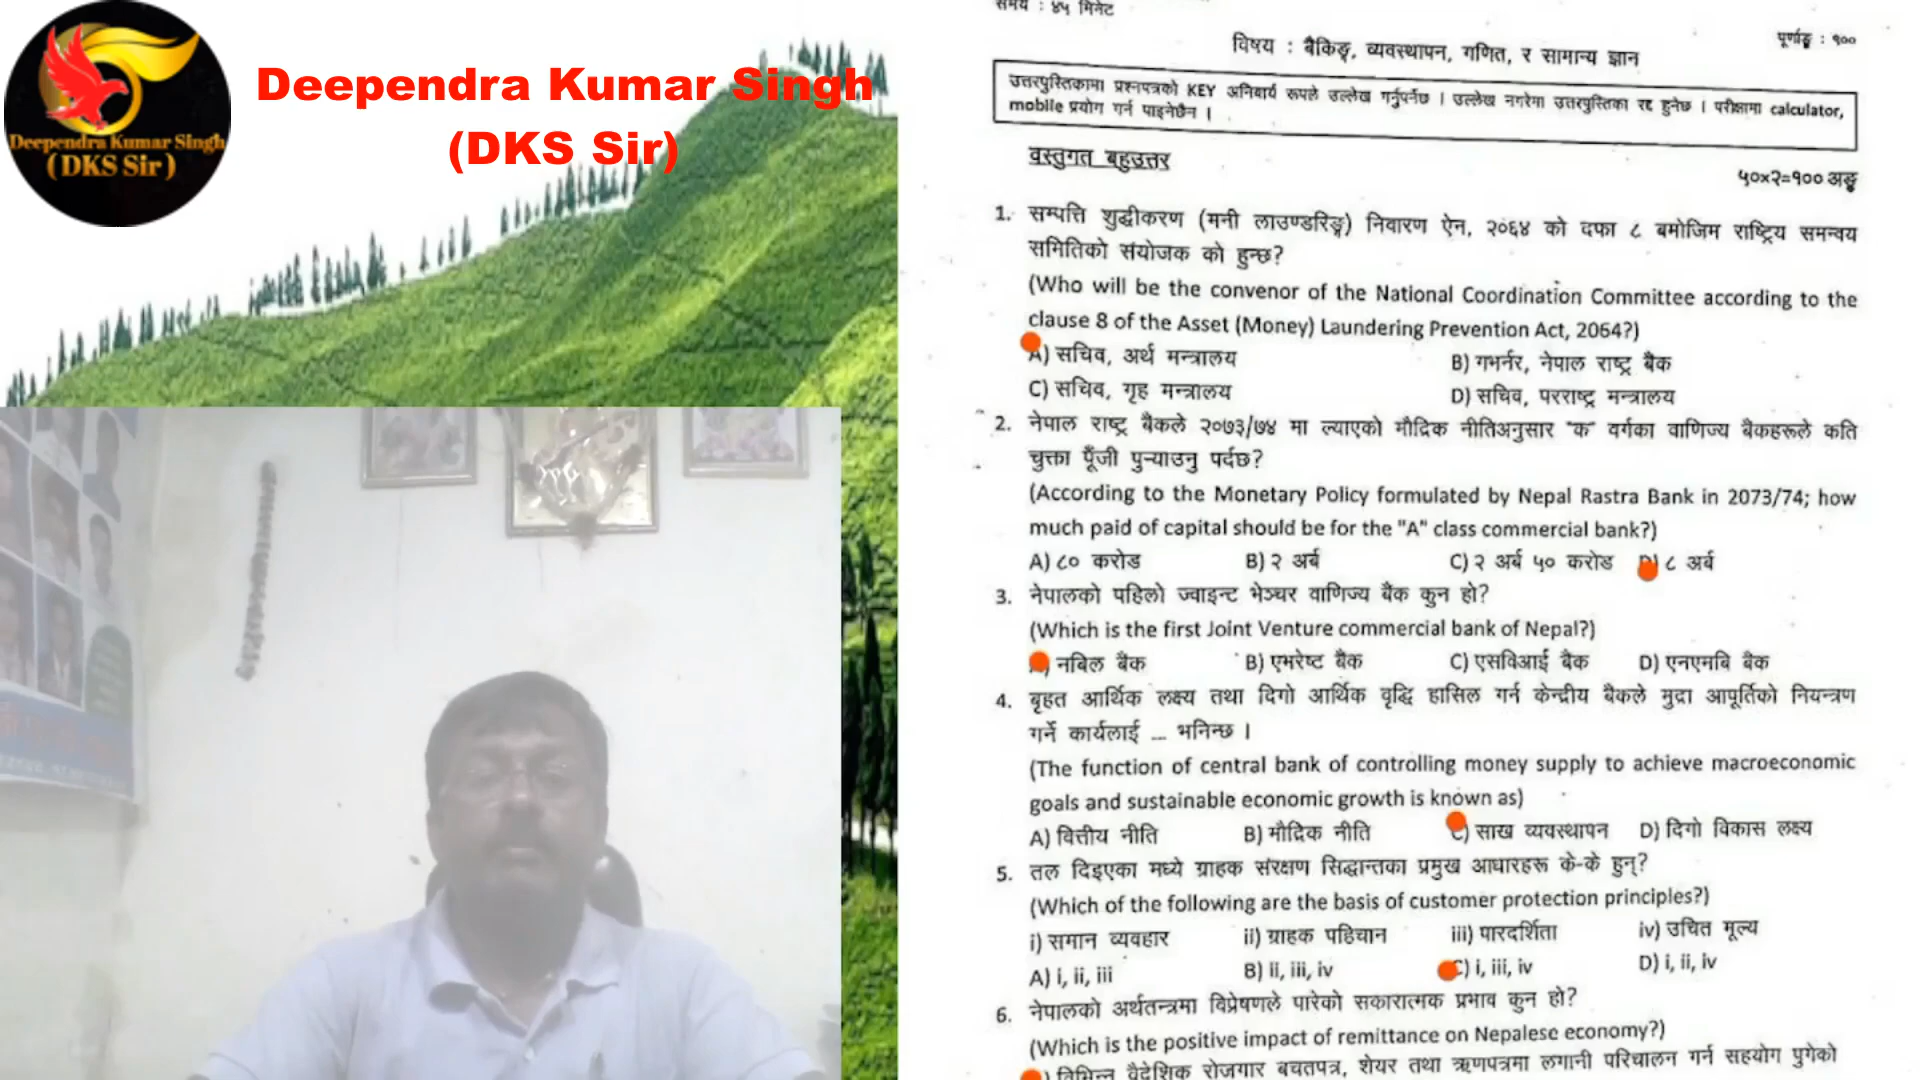 Deependra Kumar Singh
(DKS Sir)
Deependra Kumar Singh
(DKS Sir)
समय : ४५ मिनेट
पूर्णाङ्क : १००
विषय : बैकिङ्ग, व्यवस्थापन, गणित, र सामान्य ज्ञान
उत्तरपुस्तिकामा प्रश्नपत्रको KEY अनिवार्य रूपले उल्लेख गर्नुपर्नेछ । उल्लेख नगरेमा उत्तरपुस्तिका रद्द हुनेछ । परीक्षामा calculator,
mobile प्रयोग गर्न पाइनेछैन ।
वस्तुगत बहुउत्तर
५०x२=१०० अङ्क
1. सम्पत्ति शुद्धीकरण (मनी लाउण्डरिङ्ग) निवारण ऐन, २०६४ को दफा ८ बमोजिम राष्ट्रिय समन्वय
समितिको संयोजक को हुन्छ?
(Who will be the convenor of the National Coordination Committee according to the
clause 8 of the Asset (Money) Laundering Prevention Act, 2064?)
A) सचिव, अर्थ मन्त्रालय B) गभर्नर, नेपाल राष्ट्र बैक
C) सचिव, गृह मन्त्रालय D) सचिव, परराष्ट्र मन्त्रालय
2. नेपाल राष्ट्र बैकले २०७३/७४ मा ल्याएको मौद्रिक नीतिअनुसार "क" वर्गका वाणिज्य बैकहरूले कति
चुक्ता पूँजी पुऱ्याउनु पर्दछ?
(According to the Monetary Policy formulated by Nepal Rastra Bank in 2073/74; how
much paid of capital should be for the "A" class commercial bank?)
A) ८० करोड B) २ अर्ब C) २ अर्ब ५० करोड D) ८ अर्ब
3. नेपालको पहिलो ज्वाइन्ट भेञ्चर वाणिज्य बैक कुन हो?
(Which is the first Joint Venture commercial bank of Nepal?)
नबिल बैक B) एभरेष्ट बैक C) एसविआई बैक D) एनएमबि बैक
4. बृहत आर्थिक लक्ष्य तथा दिगो आर्थिक वृद्धि हासिल गर्न केन्द्रीय बैकले मुद्रा आपूर्तिको नियन्त्रण
गर्ने कार्यलाई ... भनिन्छ ।
(The function of central bank of controlling money supply to achieve macroeconomic
goals and sustainable economic growth is known as)
A) वित्तीय नीति B) मौद्रिक नीति C) साख व्यवस्थापन D) दिगो विकास लक्ष्य
5. तल दिइएका मध्ये ग्राहक संरक्षण सिद्धान्तका प्रमुख आधारहरू के-के हुन्?
(Which of the following are the basis of customer protection principles?)
i) समान व्यवहार ii) ग्राहक पहिचान iii) पारदर्शिता iv) उचित मूल्य
A) i, ii, iii B) ii, iii, iv C) i, iii, iv D) i, ii, iv
6. नेपालको अर्थतन्त्रमा विप्रेषणले पारेको सकारात्मक प्रभाव कुन हो?
(Which is the positive impact of remittance on Nepalese economy?)
विभिन्न वैदेशिक रोजगार बचतपत्र, शेयर तथा ऋणपत्रमा लगानी परिचालन गर्न सहयोग पुगेको